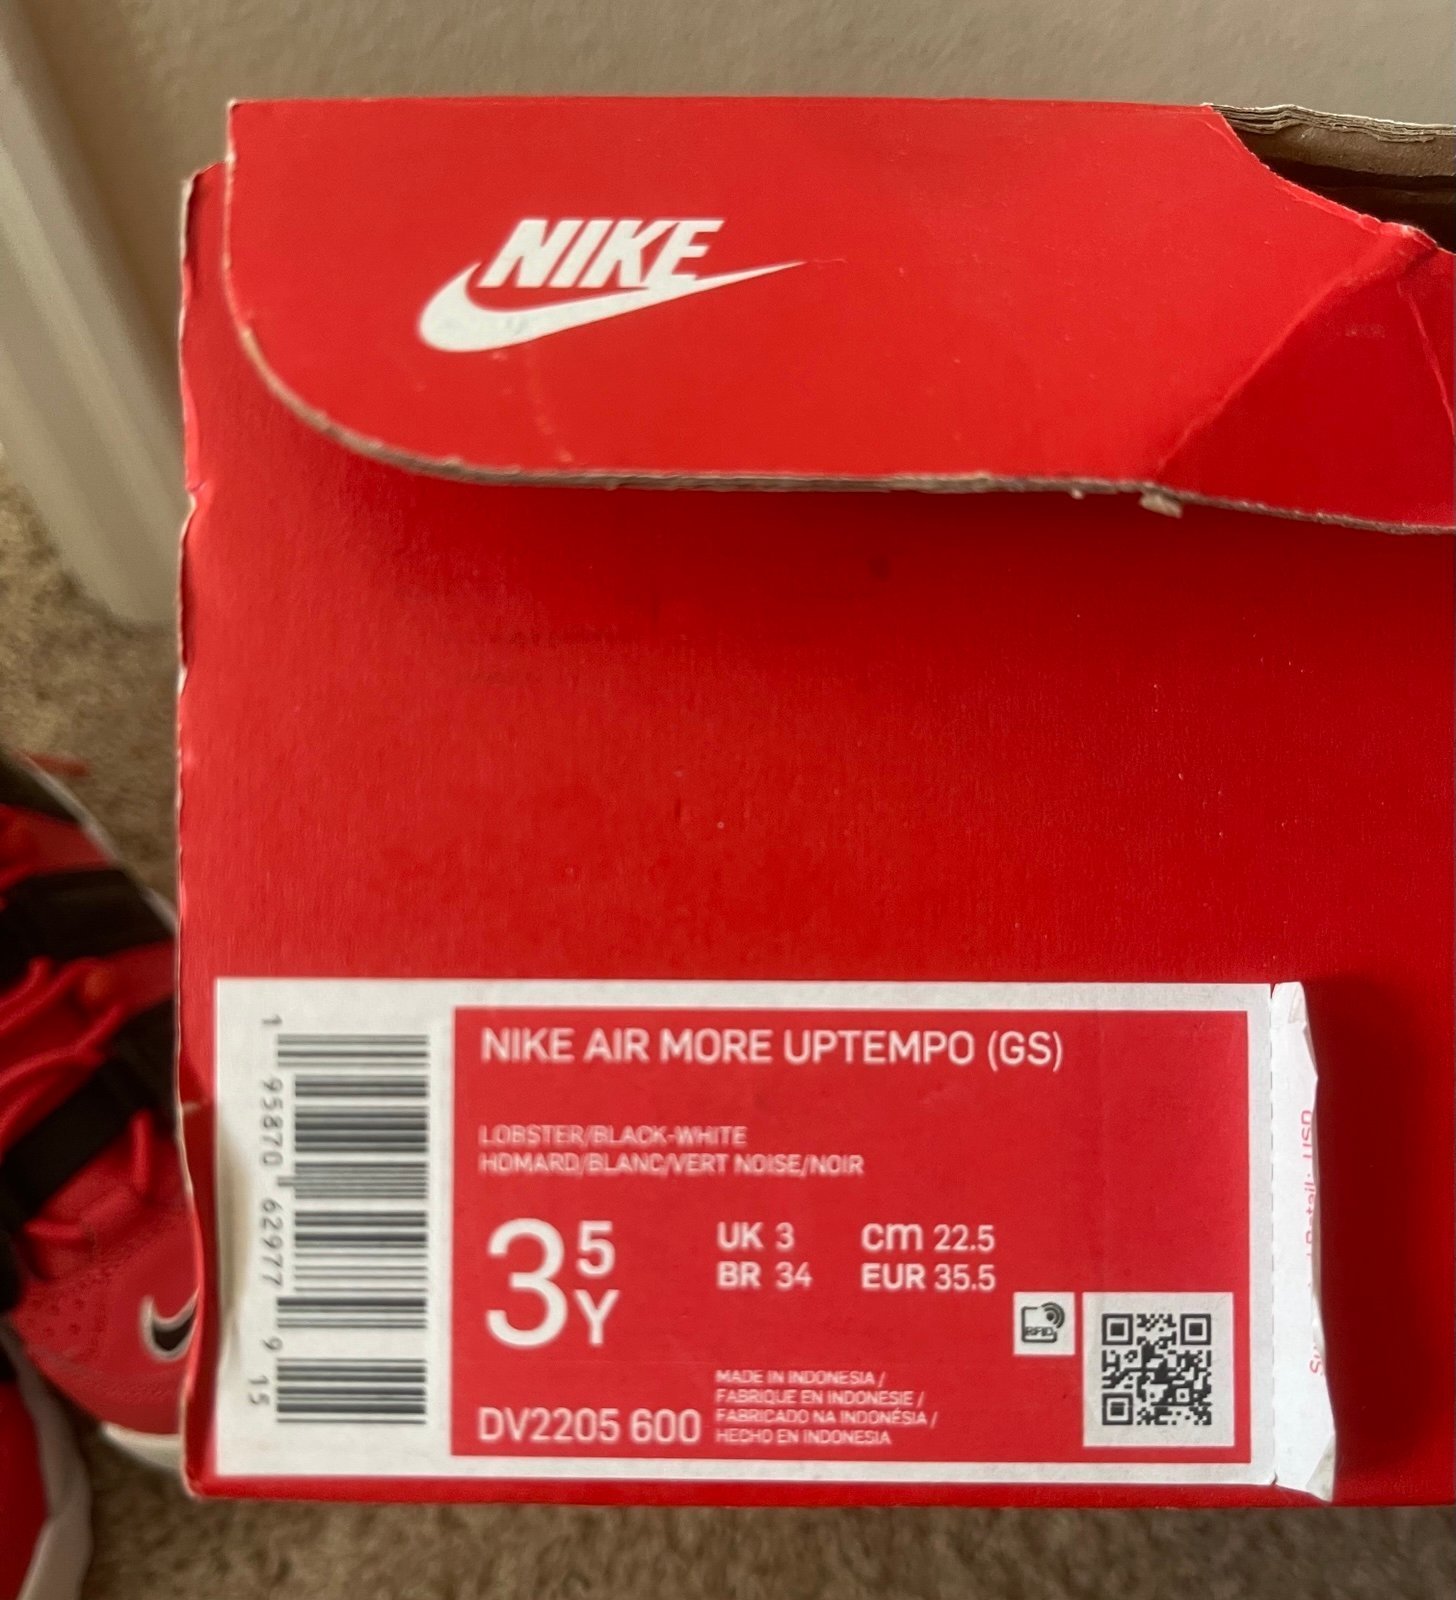 NIKE
NIKE AIR MORE UPTEMPO (GS)
LOBSTER/BLACK-WHITE
HOMARD/BLANC/VERT NOISE/NOIR
3 5 Y
UK 3
CM 22.5
BR 34
EUR 35.5
RFID
DV2205 600
MADE IN INDONESIA /
FABRIQUE EN INDONESIE /
FABRICADO NA INDONÉSIA /
HECHO EN INDONESIA
1 95870 62977 9 15
USD